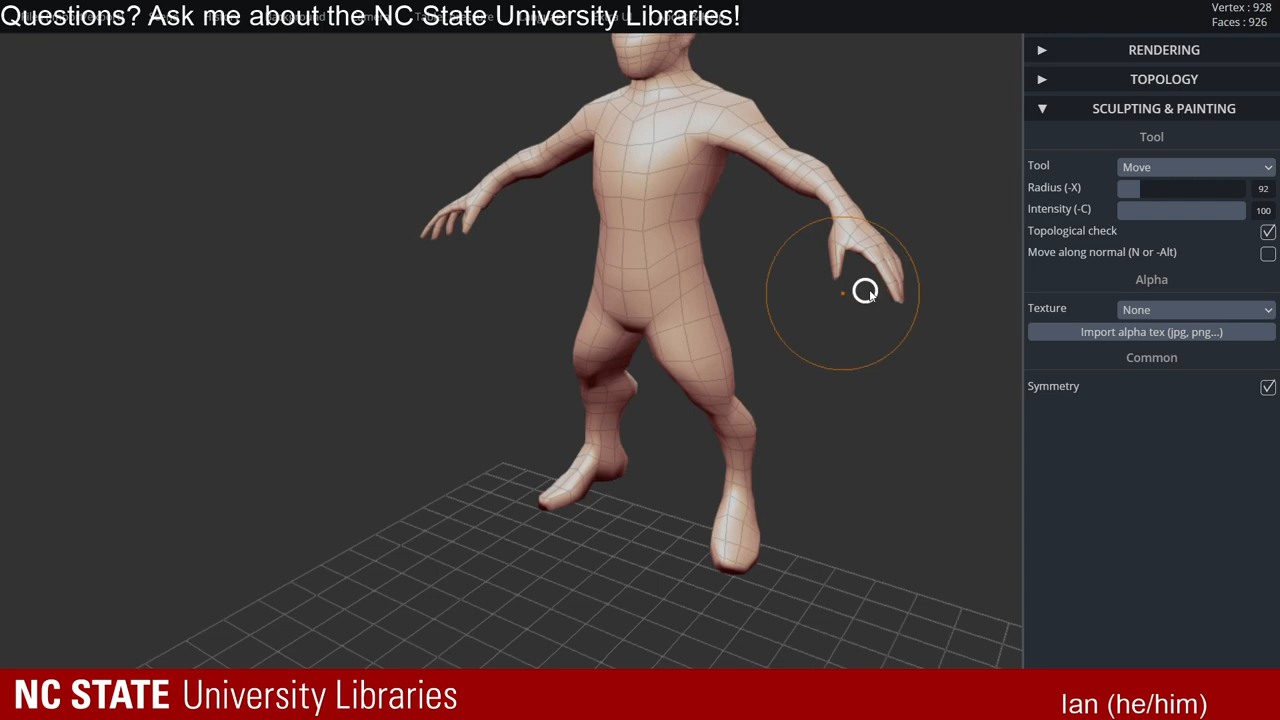 Questions? Ask me about the NC State University Libraries!
Vertex : 928
Faces : 926
RENDERING
TOPOLOGY
SCULPTING & PAINTING
Tool
Tool Move
Radius (-X) 92
Intensity (-C) 100
Topological check
Move along normal (N or -Alt)
Alpha
Texture None
Import alpha tex (jpg, png...)
Common
Symmetry
NC STATE University Libraries
Ian (he/him)